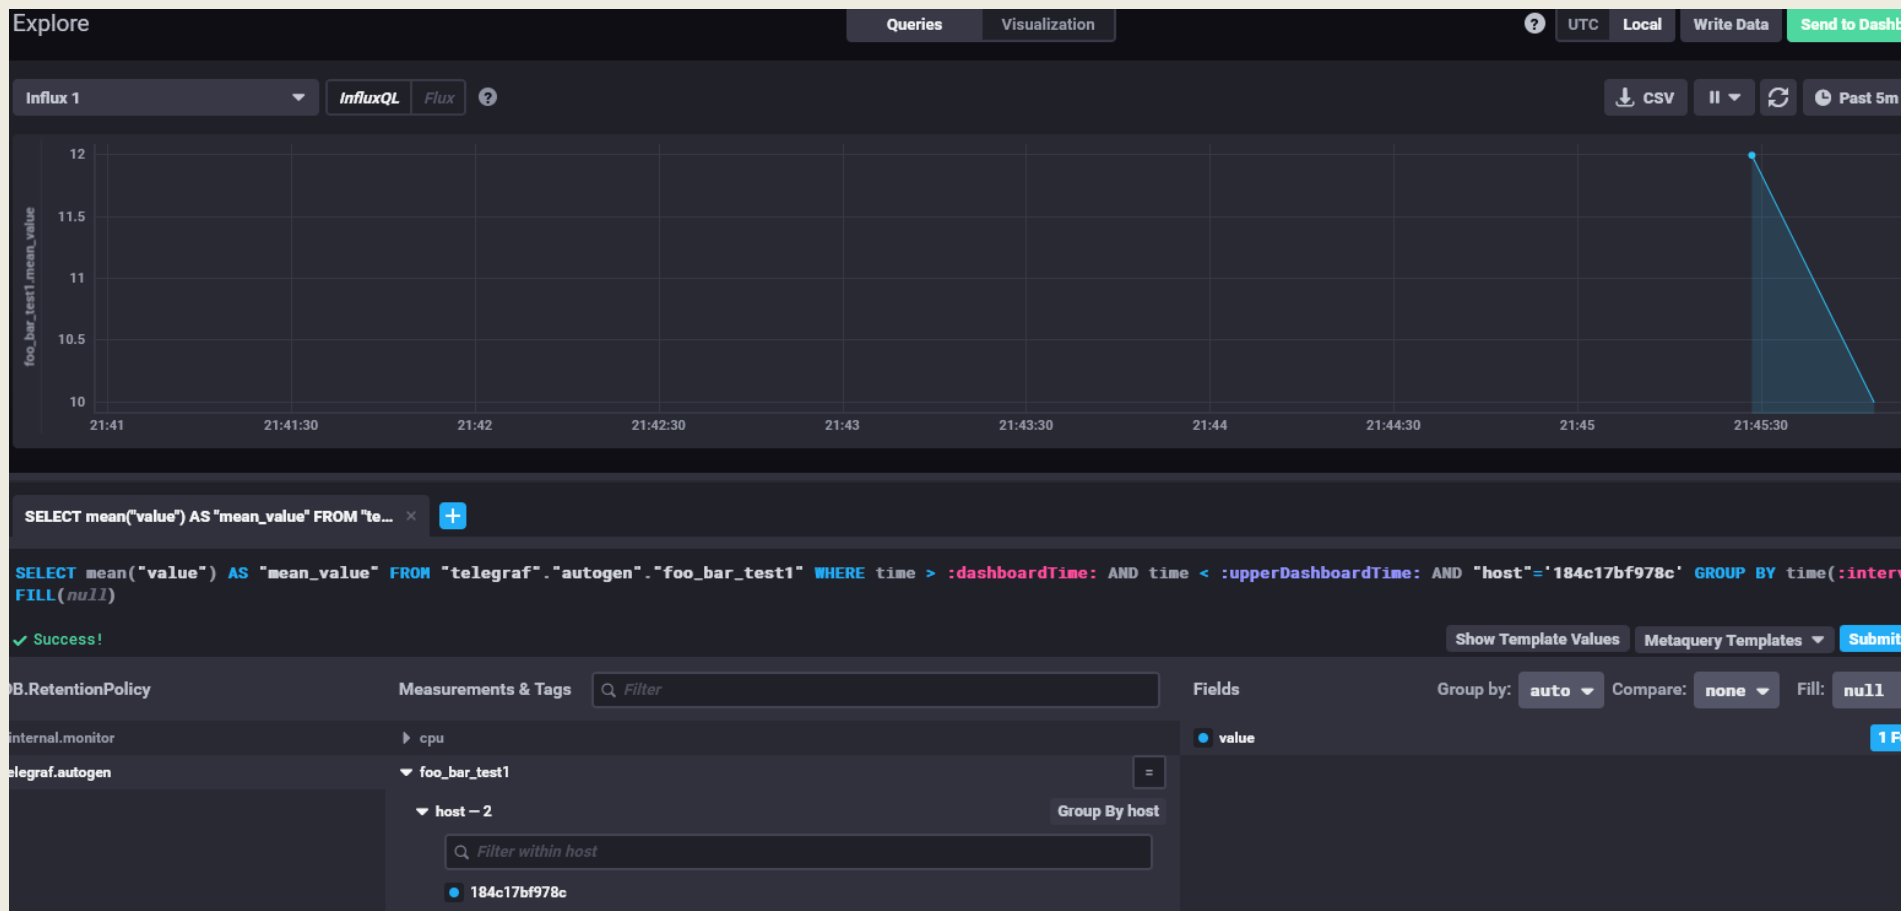 Explore
Queries
Visualization
?
UTC
Local
Write Data
Send to Dashb
Influx 1
InfluxQL
Flux
?
CSV
Past 5m
foo_bar_test1.mean_value
12
11.5
11
10.5
10
21:41
21:41:30
21:42
21:42:30
21:43
21:43:30
21:44
21:44:30
21:45
21:45:30
SELECT mean("value") AS "mean_value" FROM "te...
SELECT mean("value") AS "mean_value" FROM "telegraf"."autogen"."foo_bar_test1" WHERE time > :dashboardTime: AND time < :upperDashboardTime: AND "host"='184c17bf978c' GROUP BY time(:interv
FILL(null)
Success!
Show Template Values
Metaquery Templates
Submit
DB.RetentionPolicy
Measurements & Tags
Filter
Fields
Group by:
auto
Compare:
none
Fill:
null
internal.monitor
cpu
value
1 F
elegraf.autogen
foo_bar_test1
=
host — 2
Group By host
Filter within host
184c17bf978c